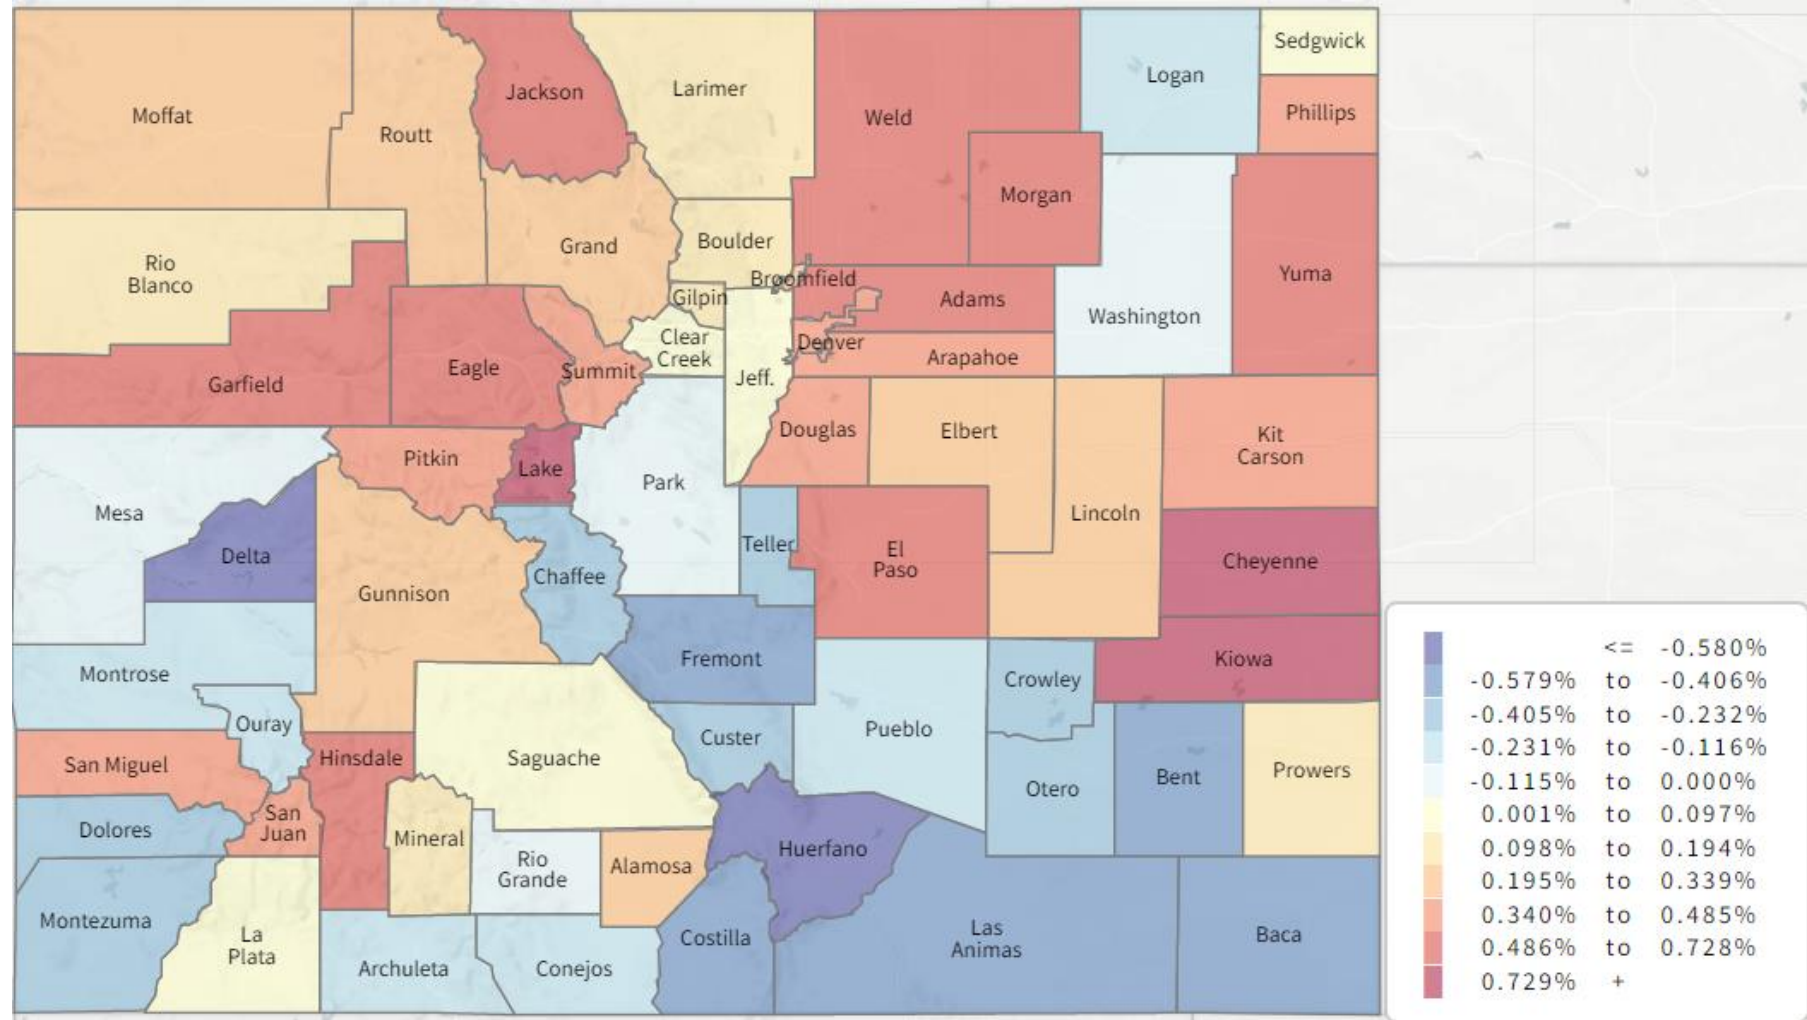 Sedgwick
Logan
Jackson
Larimer
Moffat
Weld
Phillips
Routt
Morgan
Boulder
Grand
Rio
Blanco
Yuma
Broomfield
Gilpin
Adams
Washington
Clear
Creek
Denver
Arapahoe
Eagle
Summit
Jeff.
Garfield
Douglas
Elbert
Kit
Carson
Pitkin
Lake
Park
Mesa
Lincoln
Delta
Teller
El
Paso
Cheyenne
Chaffee
Gunnison
Fremont
Kiowa
Montrose
Crowley
Ouray
Pueblo
Custer
Hinsdale
Saguache
San Miguel
Prowers
Bent
Otero
San
Juan
Dolores
Mineral
Huerfano
Rio
Grande
Alamosa
Montezuma
La
Plata
Costilla
Las
Animas
Baca
Archuleta
Conejos
<= -0.580%
-0.579% to -0.406%
-0.405% to -0.232%
-0.231% to -0.116%
-0.115% to 0.000%
0.001% to 0.097%
0.098% to 0.194%
0.195% to 0.339%
0.340% to 0.485%
0.486% to 0.728%
0.729% +